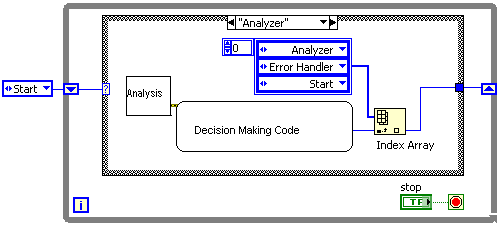 "Analyzer"
0
Analyzer
Error Handler
Start
Start
?
Analysis
Decision Making Code
Index Array
stop
TF
i